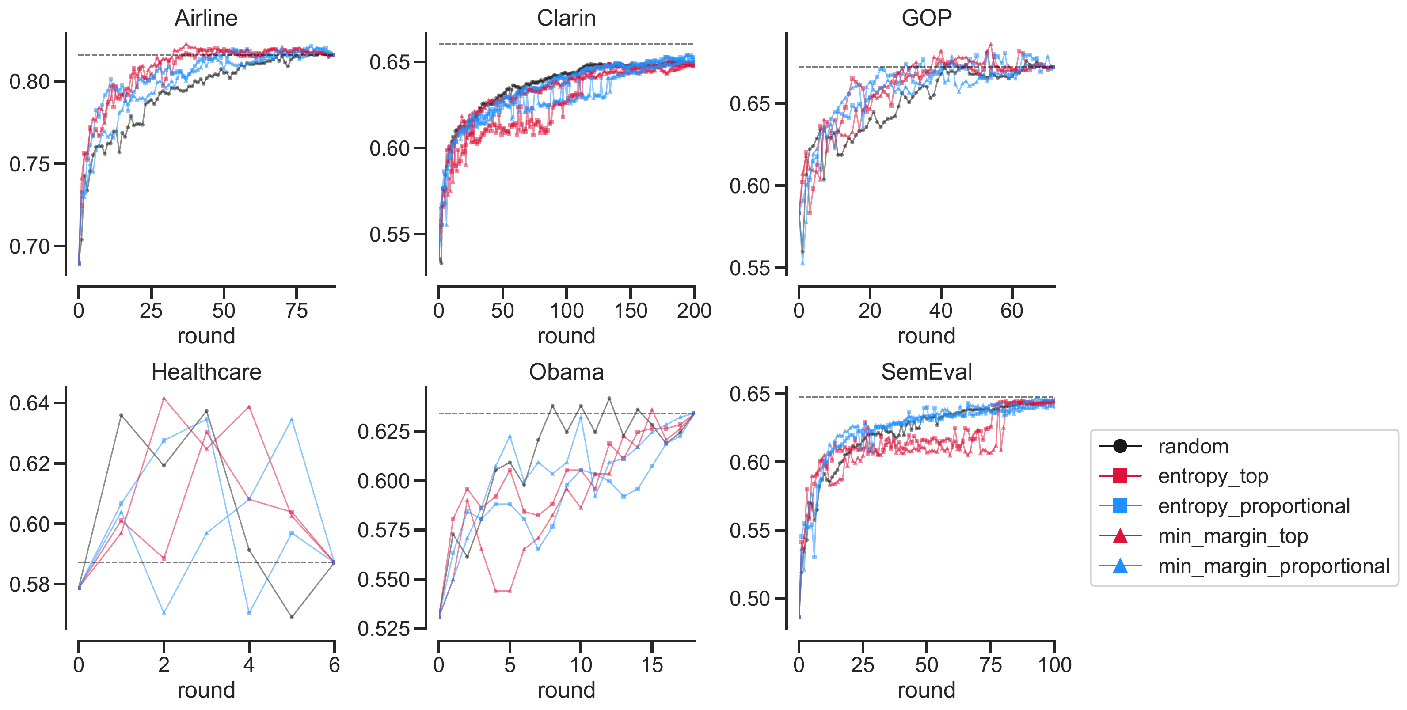 Airline
Clarin
GOP
0.80
0.75
0.70
0 25 50 75
round
0.65
0.60
0.55
0 50 100 150 200
round
0.65
0.60
0.55
0 20 40 60
round
Healthcare
Obama
SemEval
0.64
0.62
0.60
0.58
0 2 4 6
round
0.625
0.600
0.575
0.550
0.525
0 5 10 15
round
0.65
0.60
0.55
0.50
0 25 50 75 100
round
random
entropy_top
entropy_proportional
min_margin_top
min_margin_proportional